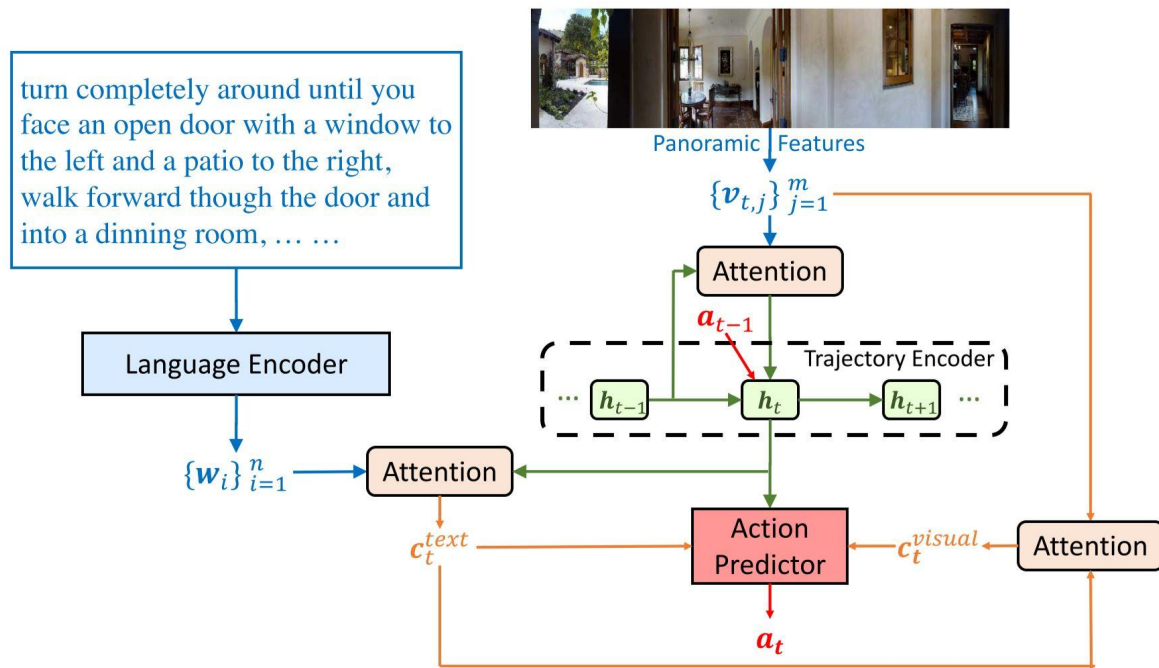 turn completely around until you
face an open door with a window to
the left and a patio to the right,
walk forward though the door and
into a dinning room, … …
Panoramic Features
{v_{t,j}}_{j=1}^{m}
Attention
a_{t−1}
Trajectory Encoder
Language Encoder
… h_{t−1} h_t h_{t+1} …
{w_i}_{i=1}^{n}
Attention
Action
Predictor
c_t^{text}
c_t^{visual}
Attention
a_t